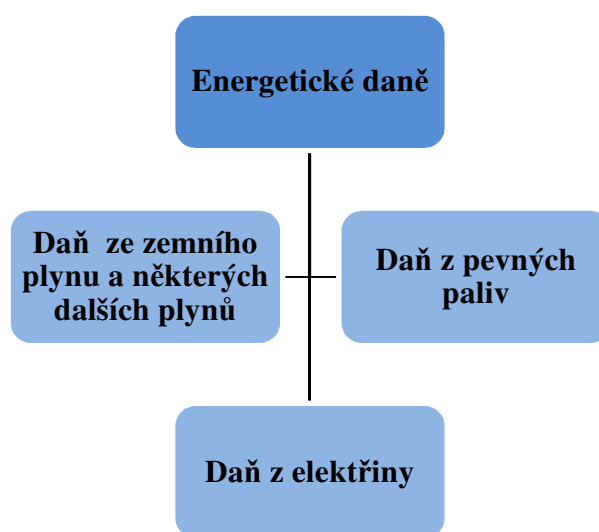 Energetické daně
Daň ze zemního
plynu a některých
dalších plynů
Daň z pevných
paliv
Daň z elektřiny